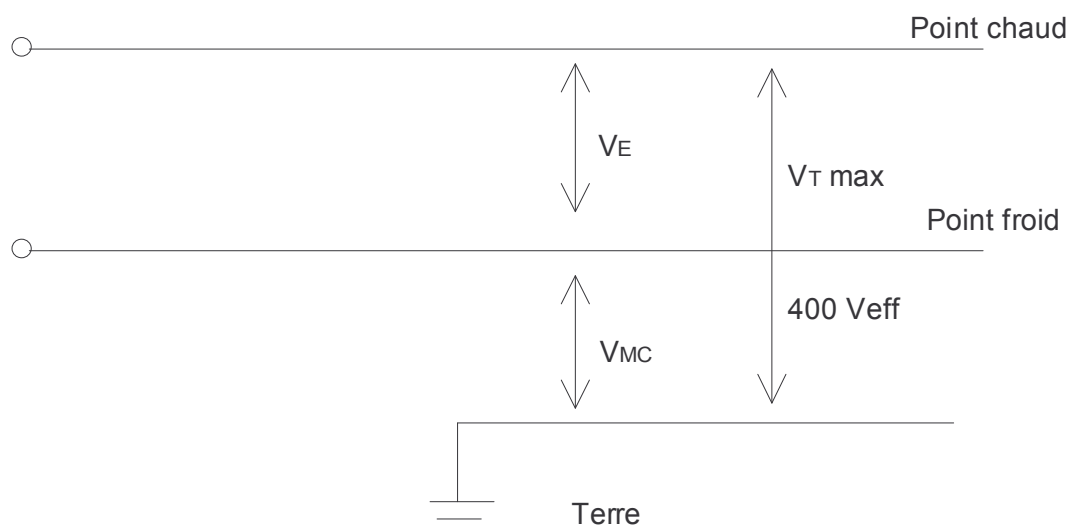 Point chaud
VE
VT max
Point froid
400 Veff
VMC
Terre